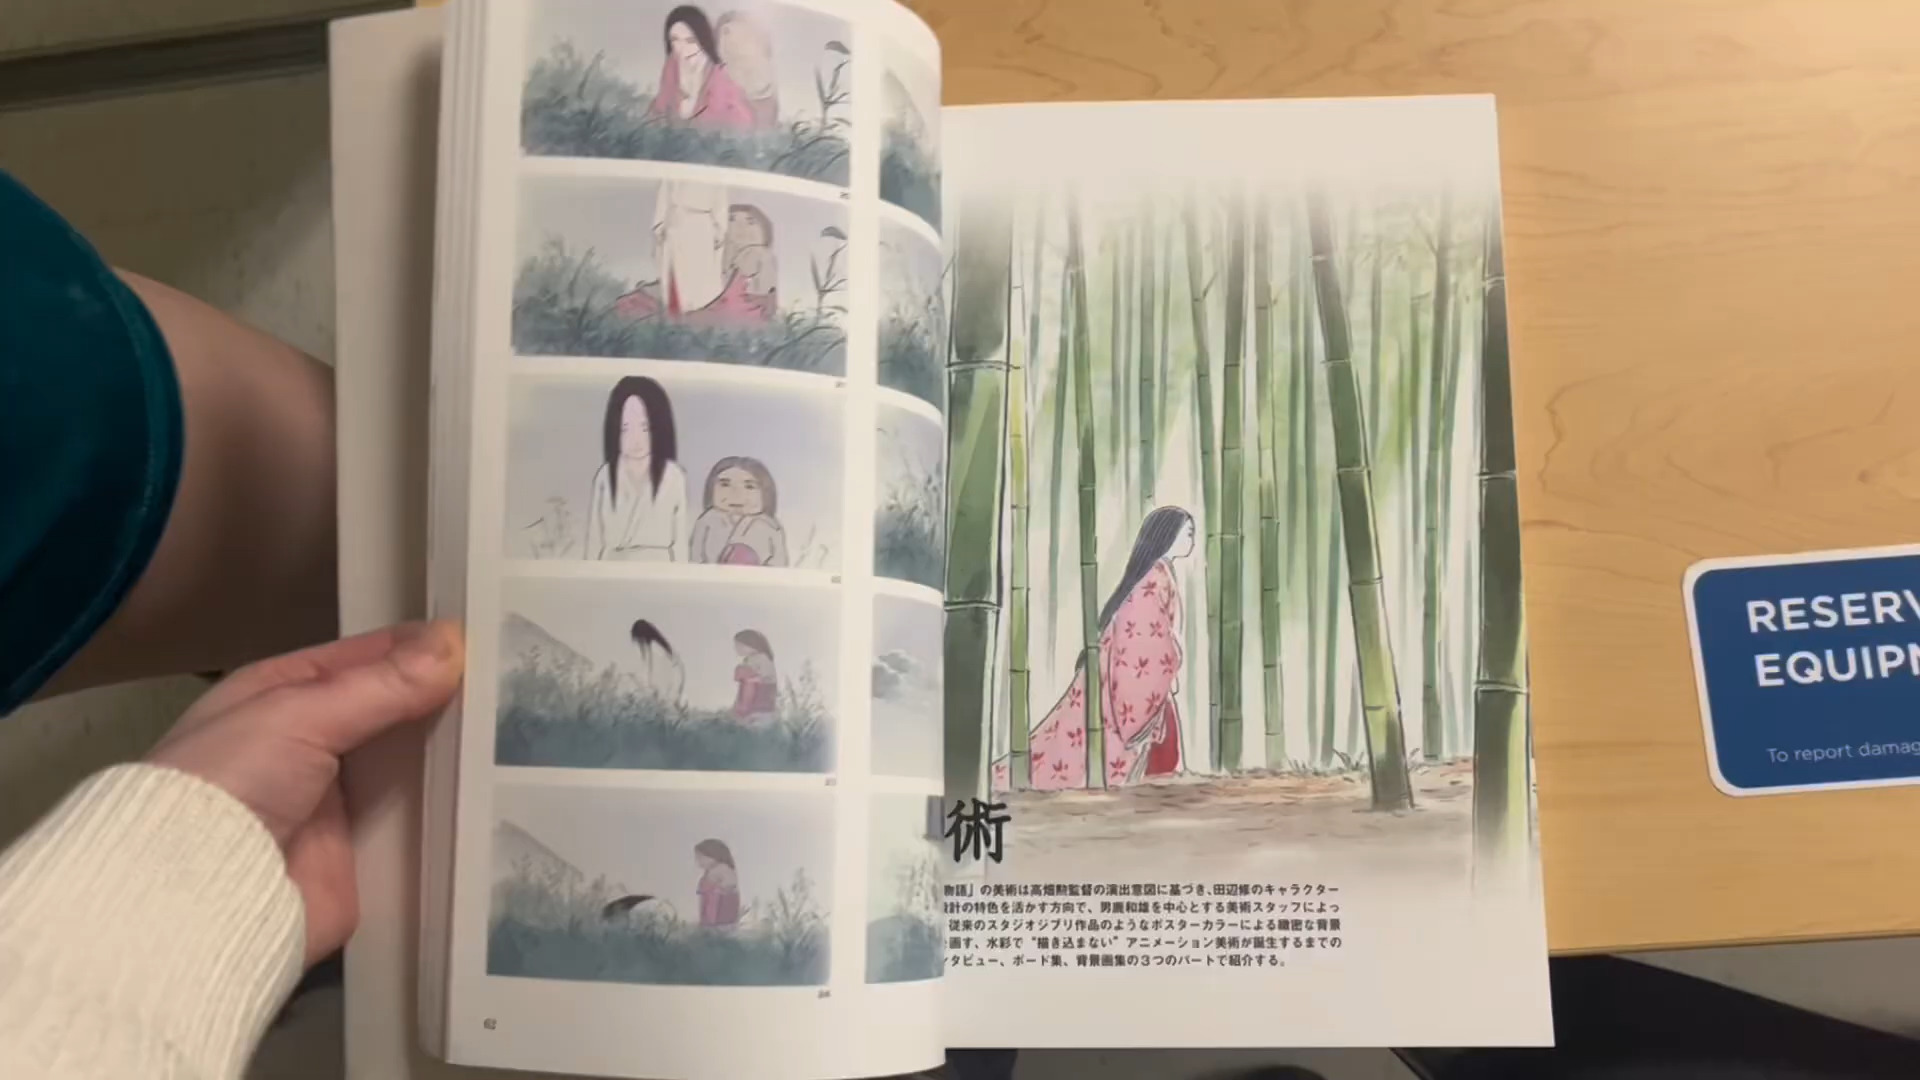 術
物語」の美術は高畑勲監督の演出意図に基づき、田辺修のキャラクター
設計の特色を活かす方向で、男鹿和雄を中心とする美術スタッフによっ
従来のスタジオジブリ作品のようなポスターカラーによる緻密な背景
画す、水彩で“描き込まない”アニメーション美術が誕生するまでの
ンタビュー、ボード集、背景画集の3つのパートで紹介する。
62
RESERV
EQUIPM
To report damag